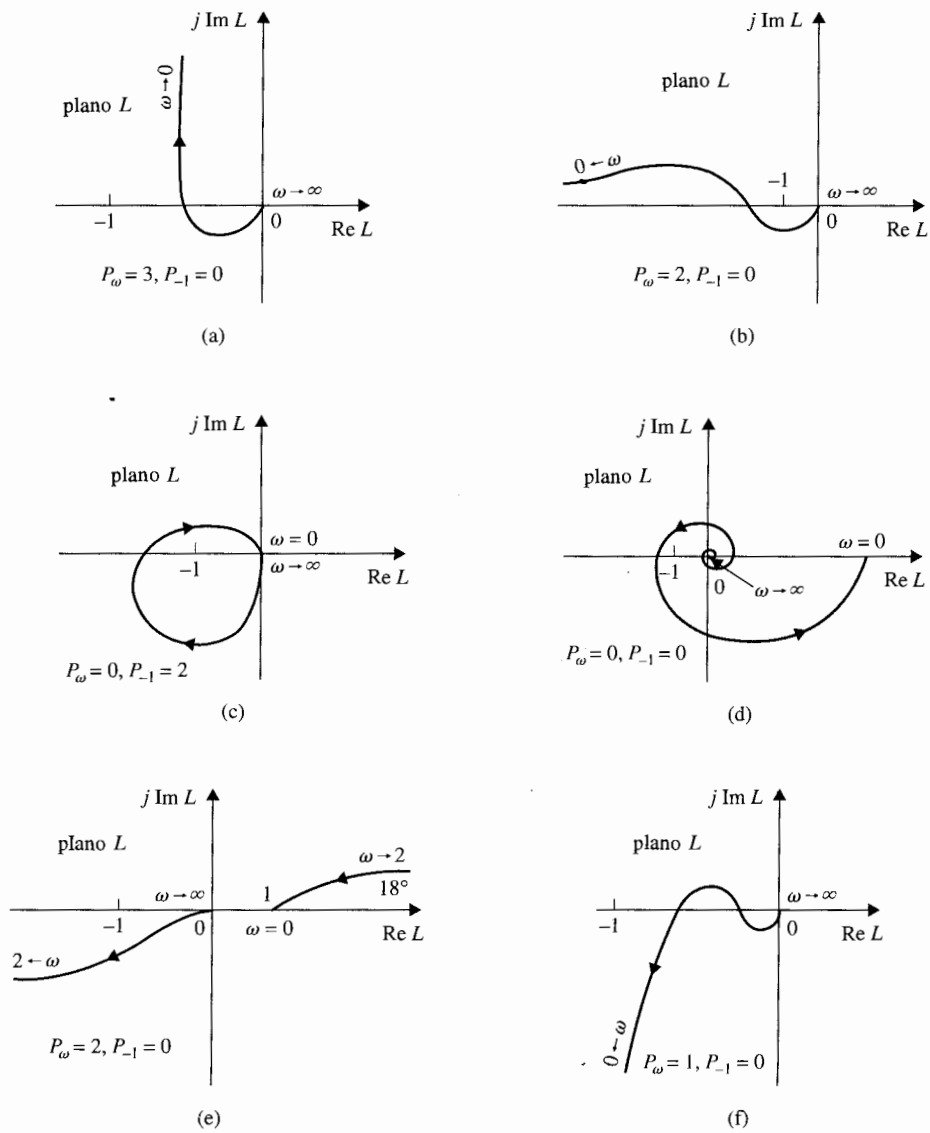 j Im L
ω→0
plano L
ω→∞
-1
0
Re L
P_ω = 3, P_-1 = 0
(a)
j Im L
plano L
0←ω
-1
ω→∞
0
Re L
P_ω = 2, P_-1 = 0
(b)
j Im L
plano L
ω = 0
-1
ω→∞
Re L
P_ω = 0, P_-1 = 2
(c)
j Im L
plano L
ω = 0
-1
0
ω→∞
Re L
P_ω = 0, P_-1 = 0
(d)
j Im L
plano L
ω→2
ω→∞
1
18°
-1
0
ω = 0
Re L
2←ω
P_ω = 2, P_-1 = 0
(e)
j Im L
plano L
ω→∞
-1
0
Re L
0←ω
P_ω = 1, P_-1 = 0
(f)